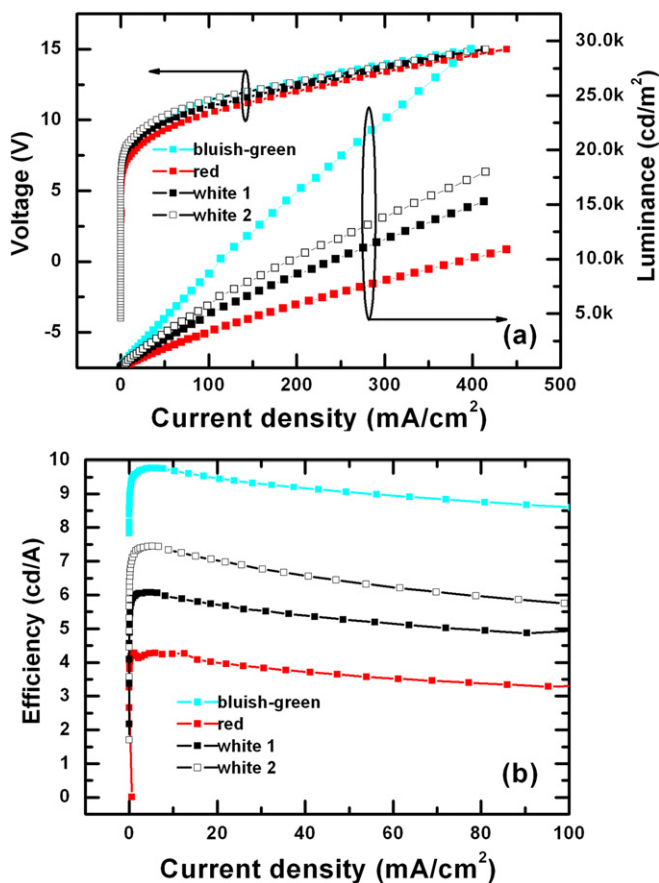 15
10
5
0
-5
Voltage (V)
30.0k
25.0k
20.0k
15.0k
10.0k
5.0k
Luminance (cd/m²)
bluish-green
red
white 1
white 2
(a)
0 100 200 300 400 500
Current density (mA/cm²)
10
9
8
7
6
5
4
3
2
1
0
Efficiency (cd/A)
bluish-green
red
white 1
white 2
(b)
0 20 40 60 80 100
Current density (mA/cm²)